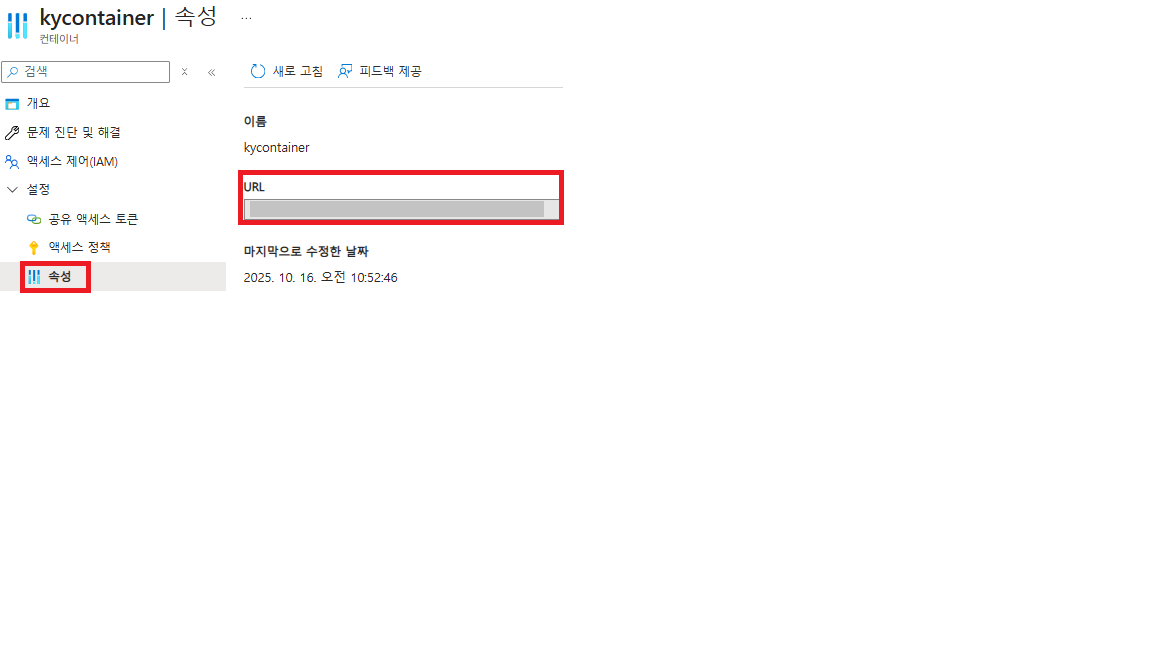 kycontainer | 속성 ...
컨테이너
검색
개요
문제 진단 및 해결
액세스 제어(IAM)
설정
공유 액세스 토큰
액세스 정책
속성
새로 고침
피드백 제공
이름
kycontainer
URL
마지막으로 수정한 날짜
2025. 10. 16. 오전 10:52:46